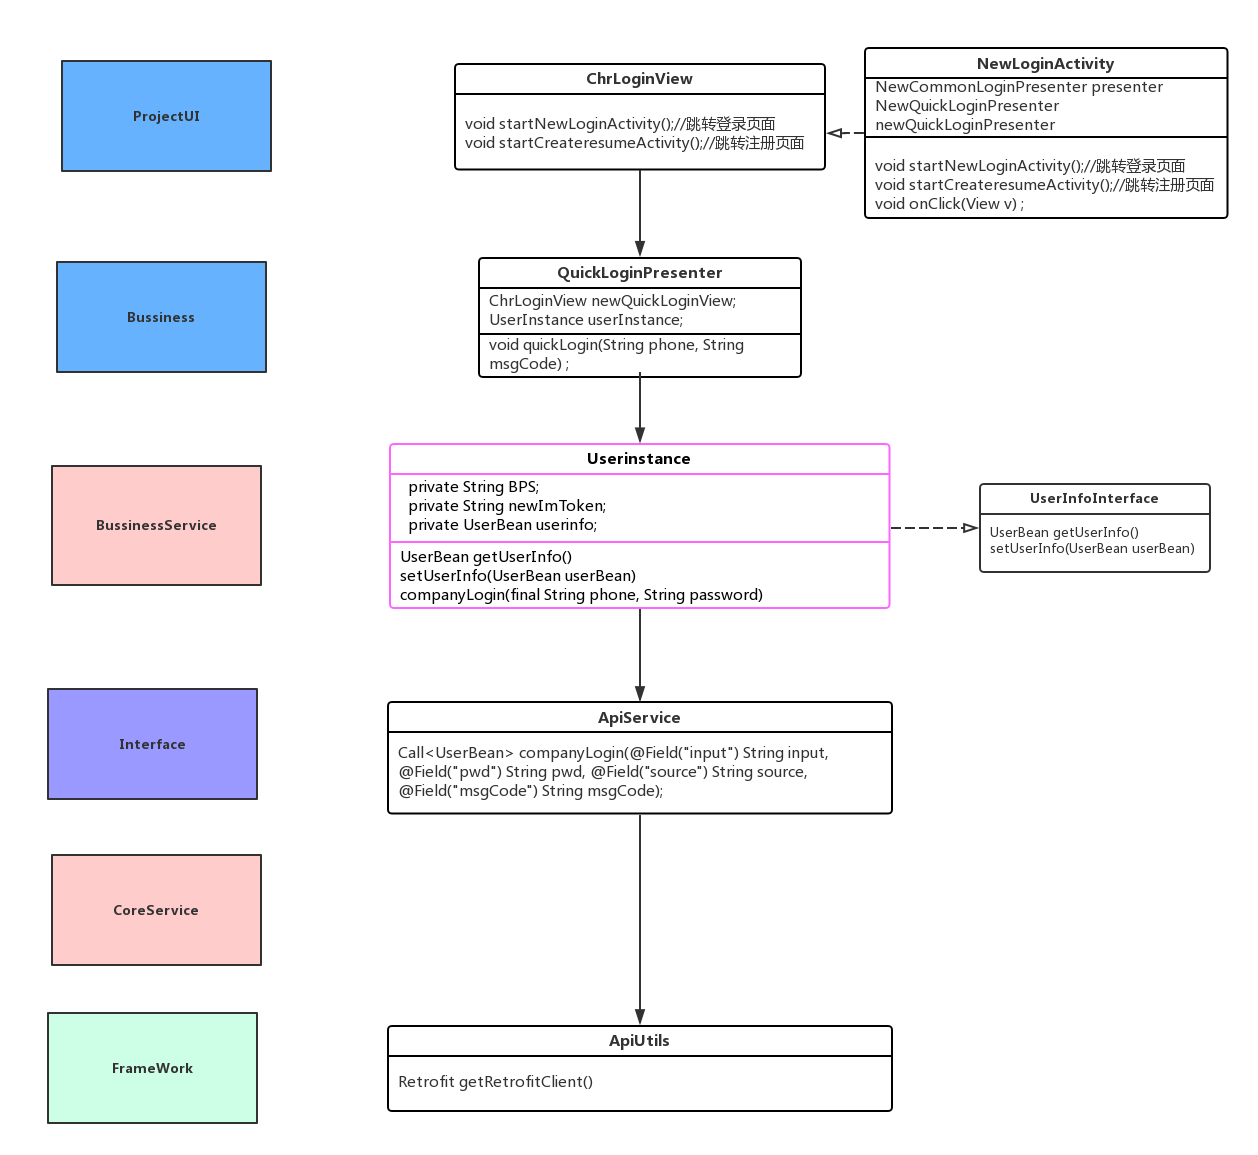 ProjectUI
ChrLoginView
void startNewLoginActivity();//跳转登录页面
void startCreateresumeActivity();//跳转注册页面
NewLoginActivity
NewCommonLoginPresenter presenter
NewQuickLoginPresenter
newQuickLoginPresenter
void startNewLoginActivity();//跳转登录页面
void startCreateresumeActivity();//跳转注册页面
void onClick(View v) ;
Bussiness
QuickLoginPresenter
ChrLoginView newQuickLoginView;
UserInstance userInstance;
void quickLogin(String phone, String
msgCode) ;
BussinessService
Userinstance
private String BPS;
private String newImToken;
private UserBean userinfo;
UserBean getUserInfo()
setUserInfo(UserBean userBean)
companyLogin(final String phone, String password)
UserInfoInterface
UserBean getUserInfo()
setUserInfo(UserBean userBean)
Interface
ApiService
Call<UserBean> companyLogin(@Field("input") String input,
@Field("pwd") String pwd, @Field("source") String source,
@Field("msgCode") String msgCode);
CoreService
FrameWork
ApiUtils
Retrofit getRetrofitClient()